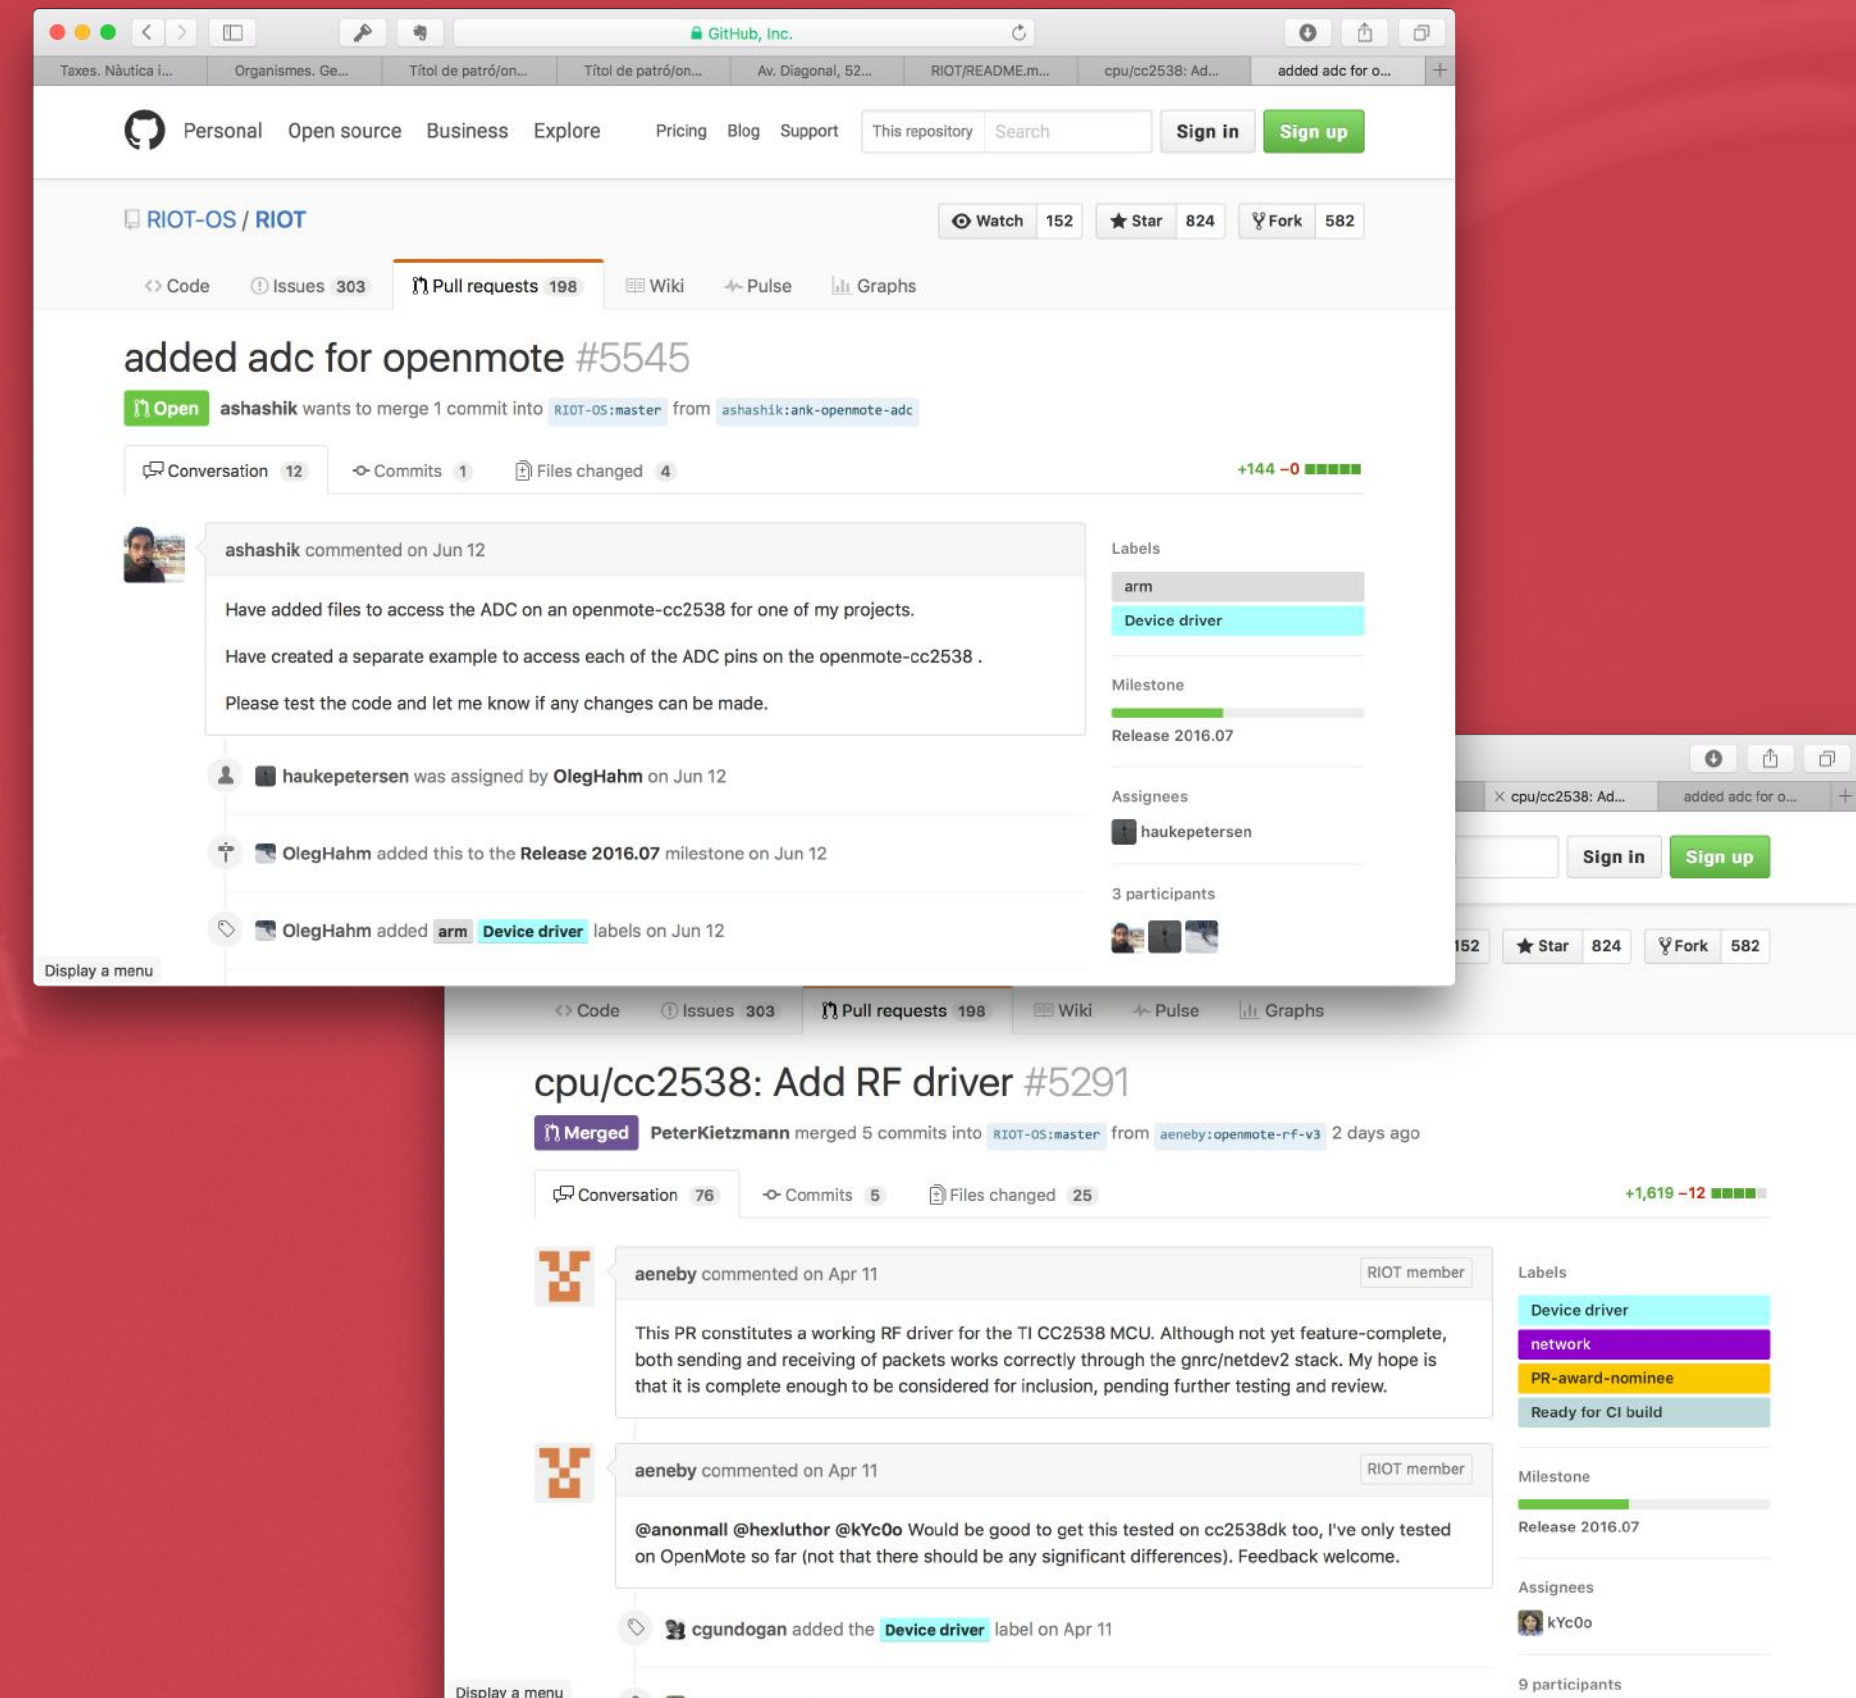 GitHub, Inc.
Taxes. Nàutica i... Organismes. Ge... Títol de patró/on... Títol de patró/on... Av. Diagonal, 52... RIOT/README.m... cpu/cc2538: Ad... added adc for o...
Personal Open source Business Explore Pricing Blog Support This repository Search Sign in Sign up
RIOT-OS / RIOT Watch 152 Star 824 Fork 582
Code Issues 303 Pull requests 198 Wiki Pulse Graphs
added adc for openmote #5545
Open ashashik wants to merge 1 commit into RIOT-OS:master from ashashik:ank-openmote-adc
Conversation 12 Commits 1 Files changed 4 +144 −0
ashashik commented on Jun 12
Have added files to access the ADC on an openmote-cc2538 for one of my projects.
Have created a separate example to access each of the ADC pins on the openmote-cc2538 .
Please test the code and let me know if any changes can be made.
haukepetersen was assigned by OlegHahm on Jun 12
OlegHahm added this to the Release 2016.07 milestone on Jun 12
OlegHahm added arm Device driver labels on Jun 12
Labels
arm
Device driver
Milestone
Release 2016.07
Assignees
haukepetersen
3 participants
Display a menu
cpu/cc2538: Ad... added adc for o...
Sign in Sign up
152 Star 824 Fork 582
Code Issues 303 Pull requests 198 Wiki Pulse Graphs
cpu/cc2538: Add RF driver #5291
Merged PeterKietzmann merged 5 commits into RIOT-OS:master from aeneby:openmote-rf-v3 2 days ago
Conversation 76 Commits 5 Files changed 25 +1,619 −12
aeneby commented on Apr 11 RIOT member
This PR constitutes a working RF driver for the TI CC2538 MCU. Although not yet feature-complete,
both sending and receiving of packets works correctly through the gnrc/netdev2 stack. My hope is
that it is complete enough to be considered for inclusion, pending further testing and review.
aeneby commented on Apr 11 RIOT member
@anonmall @hexluthor @kYc0o Would be good to get this tested on cc2538dk too, I've only tested
on OpenMote so far (not that there should be any significant differences). Feedback welcome.
cgundogan added the Device driver label on Apr 11
Labels
Device driver
network
PR-award-nominee
Ready for CI build
Milestone
Release 2016.07
Assignees
kYc0o
9 participants
Display a menu